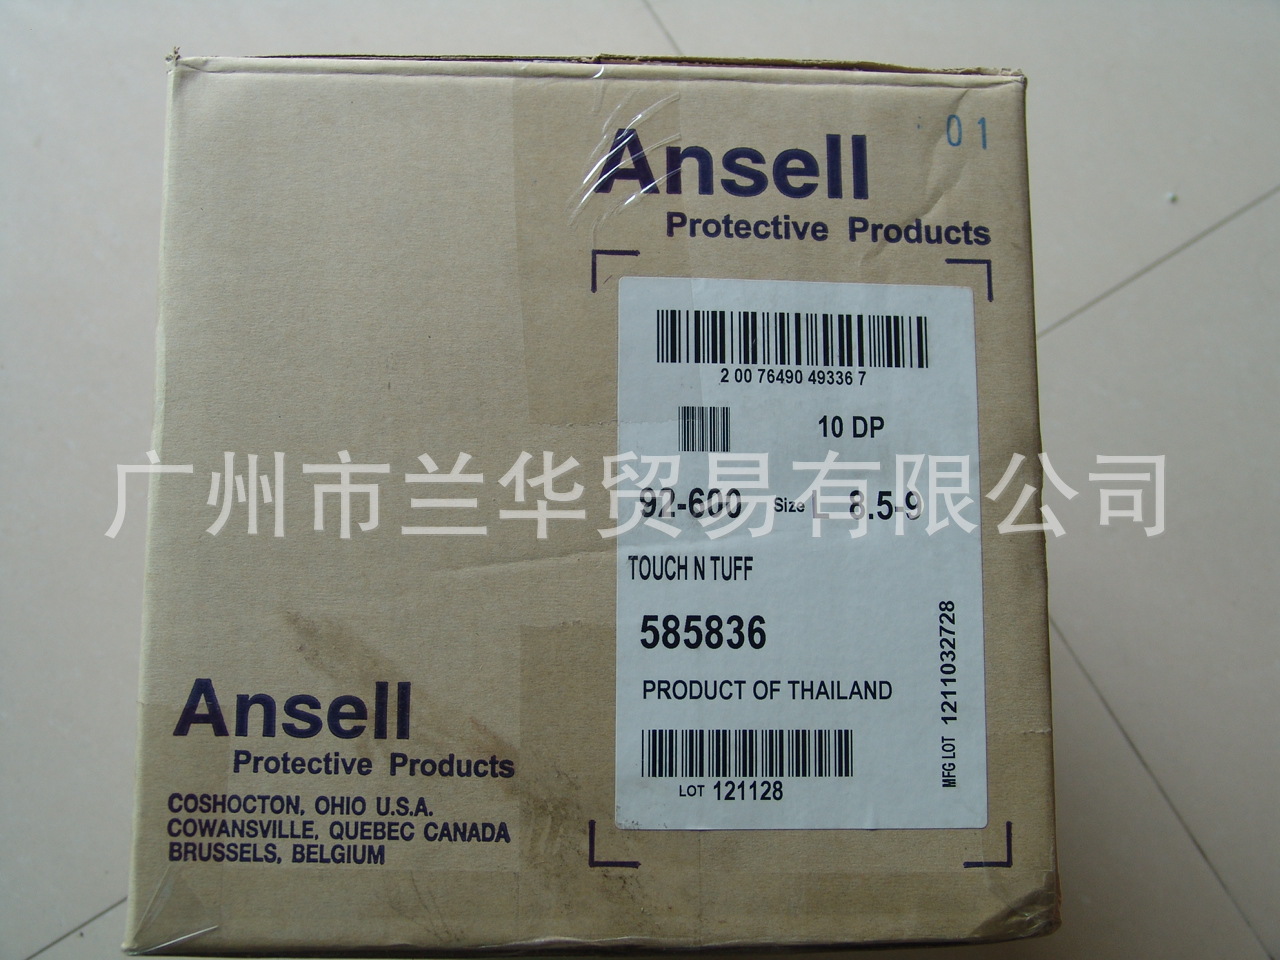 01
Ansell
Protective Products
2 00 76490 49336 7
10 DP
92-600 Size L 8.5-9
广州市兰华贸易有限公司
TOUCH N TUFF
585836
PRODUCT OF THAILAND
LOT 121128
MFG LOT 1211032728
Ansell
Protective Products
COSHOCTON, OHIO U.S.A.
COWANSVILLE, QUEBEC CANADA
BRUSSELS, BELGIUM